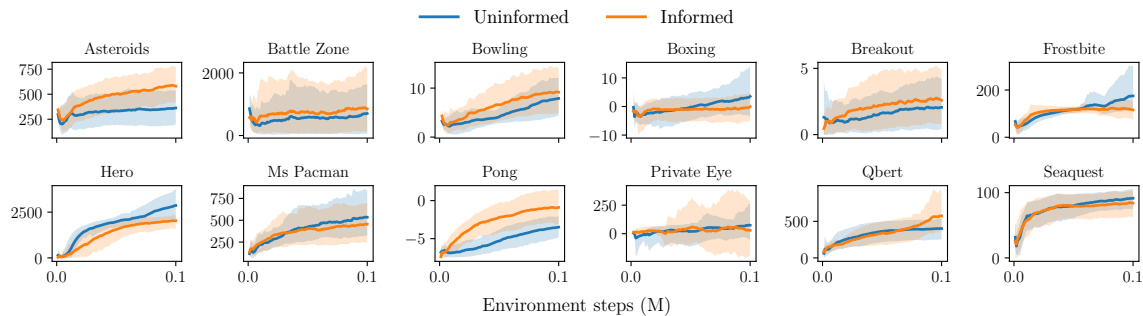 Uninformed Informed
Asteroids Battle Zone Bowling Boxing Breakout Frostbite
750 500 250
2000 0
10 0
10 0 −10
5 0
200 0
Hero Ms Pacman Pong Private Eye Qbert Seaquest
2500 0
750 500 250
−5
250 0
500 0
100 0
0.0 0.1 0.0 0.1 0.0 0.1 0.0 0.1 0.0 0.1 0.0 0.1
Environment steps (M)